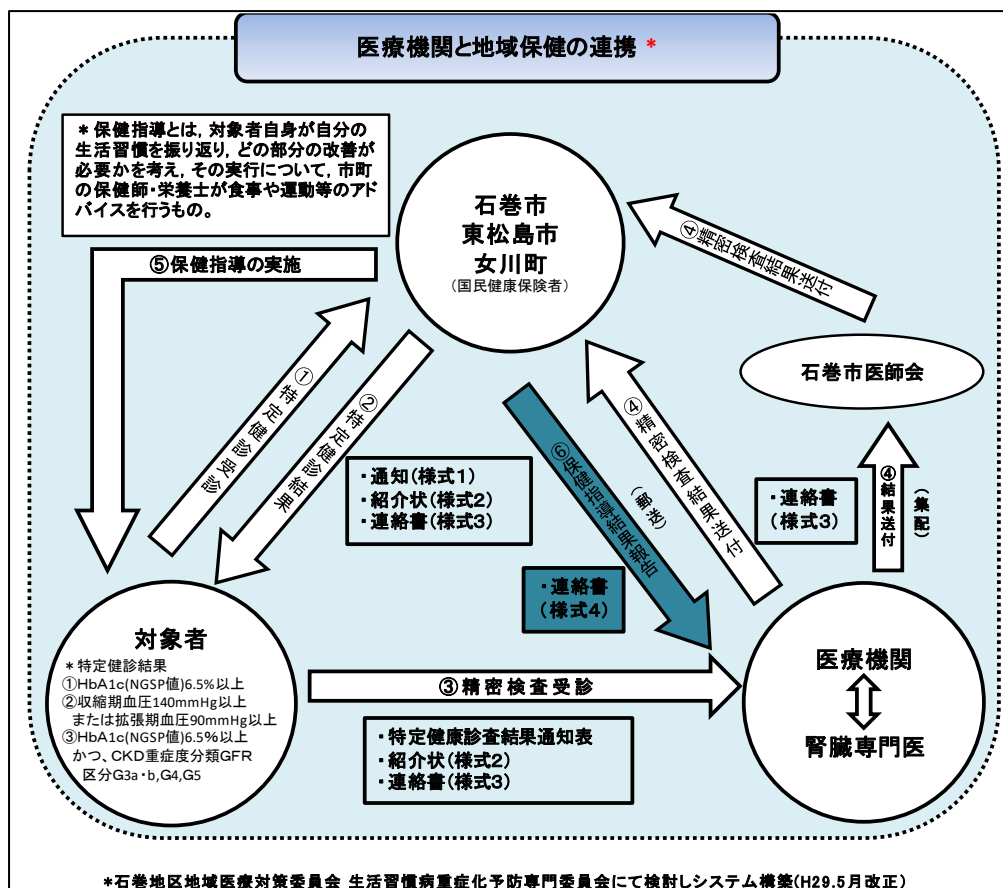 医療機関と地域保健の連携 *
* 保健指導とは, 対象者自身が自分の
生活習慣を振り返り, どの部分の改善が
必要かを考え, その実行について, 市町
の保健師・栄養士が食事や運動等のアド
バイスを行うもの。
石巻市
東松島市
女川町
(国民健康保険者)
④精密検査結果送付
⑤保健指導の実施
石巻市医師会
①特定健診受診
②特定健診結果
・通知(様式1)
・紹介状(様式2)
・連絡書(様式3)
⑥保健指導結果報告
(郵送)
④精密検査結果送付
・連絡書
(様式3)
④結果送付
(集配)
・連絡書
(様式4)
対象者
* 特定健診結果
①HbA1c(NGSP値)6.5%以上
②収縮期血圧140mmHg以上
または拡張期血圧90mmHg以上
③HbA1c(NGSP値)6.5%以上
かつ、CKD重症度分類GFR
区分G3a・b,G4,G5
③精密検査受診
・特定健康診査結果通知表
・紹介状(様式2)
・連絡書(様式3)
医療機関
腎臓専門医
*石巻地区地域医療対策委員会 生活習慣病重症化予防専門委員会にて検討しシステム構築(H29.5月改正)